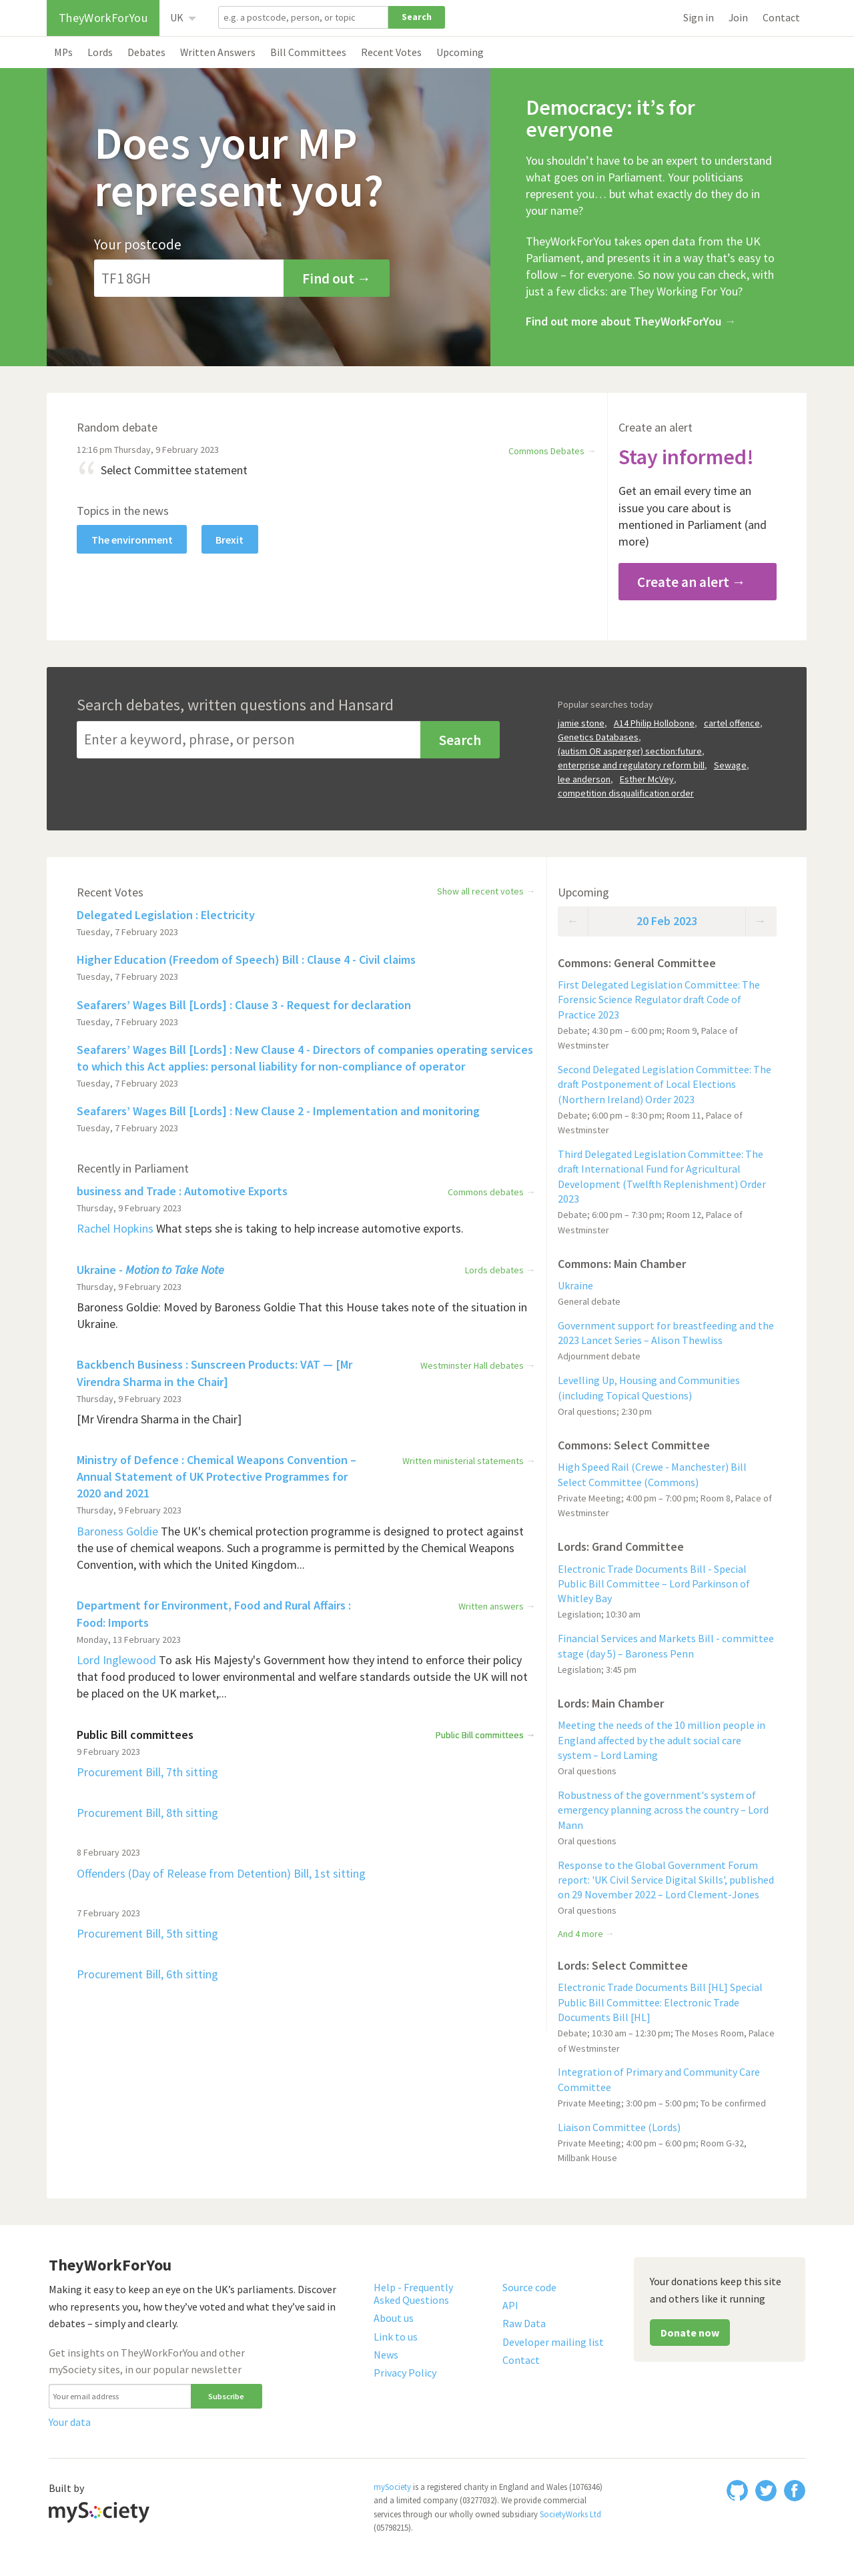 TheyWorkForYou
UK
e.g. a postcode, person, or topic
Search
Sign in
Join
Contact
MPs
Lords
Debates
Written Answers
Bill Committees
Recent Votes
Upcoming
Does your MP
represent you?
Your postcode
TF1 8GH
Find out →
Democracy: it’s for
everyone
You shouldn’t have to be an expert to understand
what goes on in Parliament. Your politicians
represent you… but what exactly do they do in
your name?
TheyWorkForYou takes open data from the UK
Parliament, and presents it in a way that’s easy to
follow – for everyone. So now you can check, with
just a few clicks: are They Working For You?
Find out more about TheyWorkForYou →
Random debate
12:16 pm Thursday, 9 February 2023
Commons Debates →
“ Select Committee statement
Topics in the news
The environment
Brexit
Create an alert
Stay informed!
Get an email every time an
issue you care about is
mentioned in Parliament (and
more)
Create an alert →
Search debates, written questions and Hansard
Enter a keyword, phrase, or person
Search
Popular searches today
jamie stone, A14 Philip Hollobone, cartel offence,
Genetics Databases,
(autism OR asperger) section:future,
enterprise and regulatory reform bill, Sewage,
lee anderson, Esther McVey,
competition disqualification order
Recent Votes
Show all recent votes →
Delegated Legislation : Electricity
Tuesday, 7 February 2023
Higher Education (Freedom of Speech) Bill : Clause 4 - Civil claims
Tuesday, 7 February 2023
Seafarers’ Wages Bill [Lords] : Clause 3 - Request for declaration
Tuesday, 7 February 2023
Seafarers’ Wages Bill [Lords] : New Clause 4 - Directors of companies operating services
to which this Act applies: personal liability for non-compliance of operator
Tuesday, 7 February 2023
Seafarers’ Wages Bill [Lords] : New Clause 2 - Implementation and monitoring
Tuesday, 7 February 2023
Recently in Parliament
business and Trade : Automotive Exports
Commons debates →
Thursday, 9 February 2023
Rachel Hopkins What steps she is taking to help increase automotive exports.
Ukraine - Motion to Take Note
Lords debates →
Thursday, 9 February 2023
Baroness Goldie: Moved by Baroness Goldie That this House takes note of the situation in
Ukraine.
Backbench Business : Sunscreen Products: VAT — [Mr
Virendra Sharma in the Chair]
Westminster Hall debates →
Thursday, 9 February 2023
[Mr Virendra Sharma in the Chair]
Ministry of Defence : Chemical Weapons Convention –
Annual Statement of UK Protective Programmes for
2020 and 2021
Written ministerial statements →
Thursday, 9 February 2023
Baroness Goldie The UK's chemical protection programme is designed to protect against
the use of chemical weapons. Such a programme is permitted by the Chemical Weapons
Convention, with which the United Kingdom...
Department for Environment, Food and Rural Affairs :
Food: Imports
Written answers →
Monday, 13 February 2023
Lord Inglewood To ask His Majesty's Government how they intend to enforce their policy
that food produced to lower environmental and welfare standards outside the UK will not
be placed on the UK market,...
Public Bill committees
Public Bill committees →
9 February 2023
Procurement Bill, 7th sitting
Procurement Bill, 8th sitting
8 February 2023
Offenders (Day of Release from Detention) Bill, 1st sitting
7 February 2023
Procurement Bill, 5th sitting
Procurement Bill, 6th sitting
Upcoming
← 20 Feb 2023 →
Commons: General Committee
First Delegated Legislation Committee: The
Forensic Science Regulator draft Code of
Practice 2023
Debate; 4:30 pm – 6:00 pm; Room 9, Palace of
Westminster
Second Delegated Legislation Committee: The
draft Postponement of Local Elections
(Northern Ireland) Order 2023
Debate; 6:00 pm – 8:30 pm; Room 11, Palace of
Westminster
Third Delegated Legislation Committee: The
draft International Fund for Agricultural
Development (Twelfth Replenishment) Order
2023
Debate; 6:00 pm – 7:30 pm; Room 12, Palace of
Westminster
Commons: Main Chamber
Ukraine
General debate
Government support for breastfeeding and the
2023 Lancet Series – Alison Thewliss
Adjournment debate
Levelling Up, Housing and Communities
(including Topical Questions)
Oral questions; 2:30 pm
Commons: Select Committee
High Speed Rail (Crewe - Manchester) Bill
Select Committee (Commons)
Private Meeting; 4:00 pm – 7:00 pm; Room 8, Palace of
Westminster
Lords: Grand Committee
Electronic Trade Documents Bill - Special
Public Bill Committee – Lord Parkinson of
Whitley Bay
Legislation; 10:30 am
Financial Services and Markets Bill - committee
stage (day 5) – Baroness Penn
Legislation; 3:45 pm
Lords: Main Chamber
Meeting the needs of the 10 million people in
England affected by the adult social care
system – Lord Laming
Oral questions
Robustness of the government's system of
emergency planning across the country – Lord
Mann
Oral questions
Response to the Global Government Forum
report: 'UK Civil Service Digital Skills', published
on 29 November 2022 – Lord Clement-Jones
Oral questions
And 4 more →
Lords: Select Committee
Electronic Trade Documents Bill [HL] Special
Public Bill Committee: Electronic Trade
Documents Bill [HL]
Debate; 10:30 am – 12:30 pm; The Moses Room, Palace
of Westminster
Integration of Primary and Community Care
Committee
Private Meeting; 3:00 pm – 5:00 pm; To be confirmed
Liaison Committee (Lords)
Private Meeting; 4:00 pm – 6:00 pm; Room G-32,
Millbank House
TheyWorkForYou
Making it easy to keep an eye on the UK’s parliaments. Discover
who represents you, how they’ve voted and what they’ve said in
debates – simply and clearly.
Get insights on TheyWorkForYou and other
mySociety sites, in our popular newsletter
Your email address
Subscribe
Your data
Help - Frequently
Asked Questions
About us
Link to us
News
Privacy Policy
Source code
API
Raw Data
Developer mailing list
Contact
Your donations keep this site
and others like it running
Donate now
Built by
mySociety
mySociety is a registered charity in England and Wales (1076346)
and a limited company (03277032). We provide commercial
services through our wholly owned subsidiary SocietyWorks Ltd
(05798215).